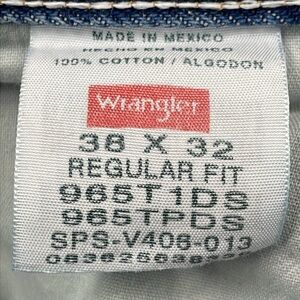 MADE IN MEXICO
HECHO EN MEXICO
100% COTTON / ALGODON
Wrangler
38 X 32
REGULAR FIT
965T1DS
965TPDS
SPS-V406-013